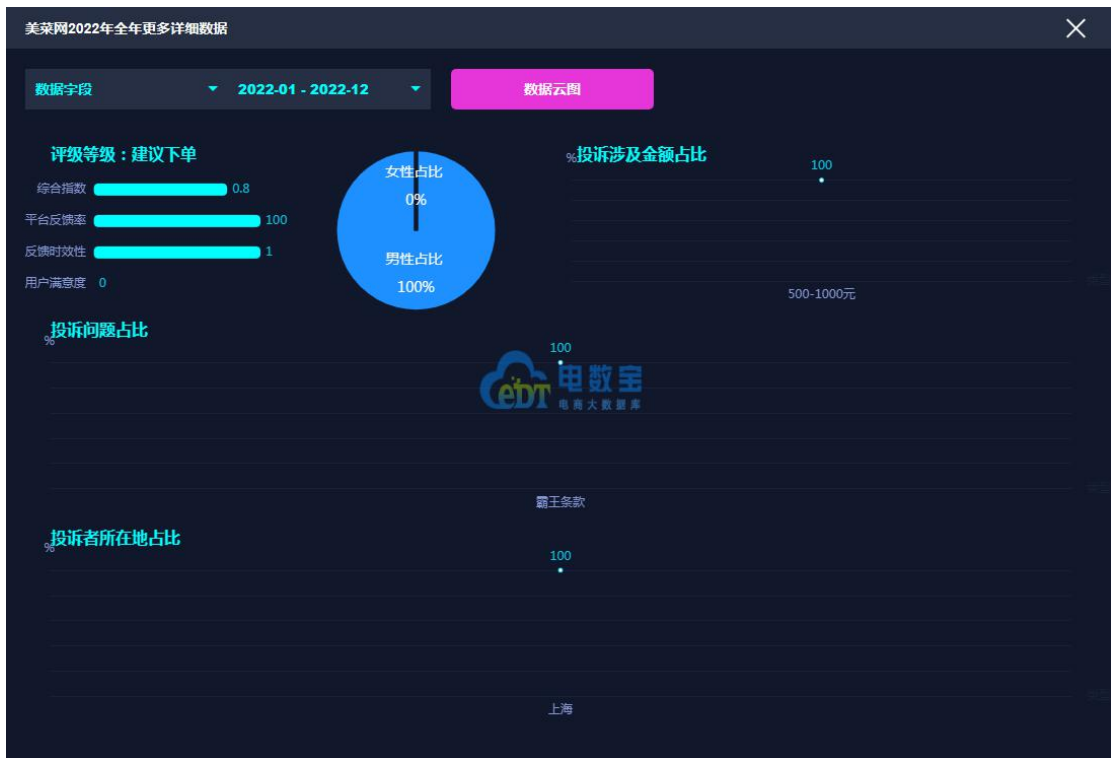 美菜网2022年全年更多详细数据
数据字段
2022-01 - 2022-12
数据云图
评级等级：建议下单
综合指数 0.8
平台反馈率 100
反馈时效性 1
用户满意度 0
女性占比
0%
男性占比
100%
%投诉涉及金额占比
100
500-1000元
%投诉问题占比
100
eDT 电数宝
电商大数据库
霸王条款
%投诉者所在地占比
100
上海